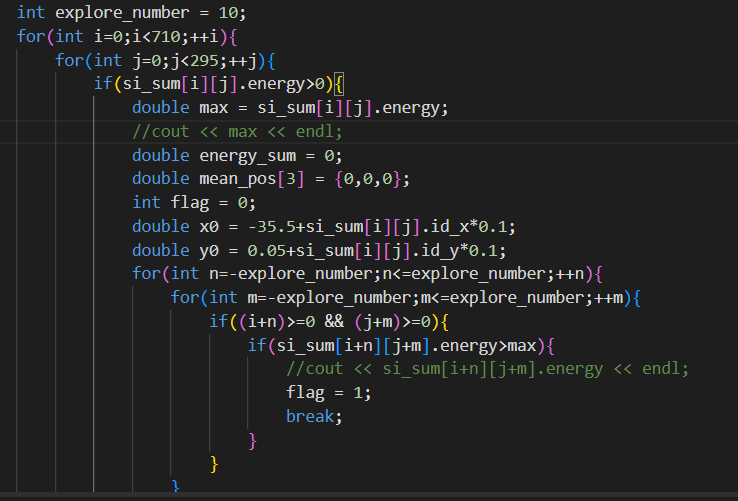 int explore_number = 10;
for(int i=0;i<710;++i){
    for(int j=0;j<295;++j){
        if(si_sum[i][j].energy>0){
            double max = si_sum[i][j].energy;
            //cout << max << endl;
            double energy_sum = 0;
            double mean_pos[3] = {0,0,0};
            int flag = 0;
            double x0 = -35.5+si_sum[i][j].id_x*0.1;
            double y0 = 0.05+si_sum[i][j].id_y*0.1;
            for(int n=-explore_number;n<=explore_number;++n){
                for(int m=-explore_number;m<=explore_number;++m){
                    if((i+n)>=0 && (j+m)>=0){
                        if(si_sum[i+n][j+m].energy>max){
                            //cout << si_sum[i+n][j+m].energy << endl;
                            flag = 1;
                            break;
                        }
                    }
                }